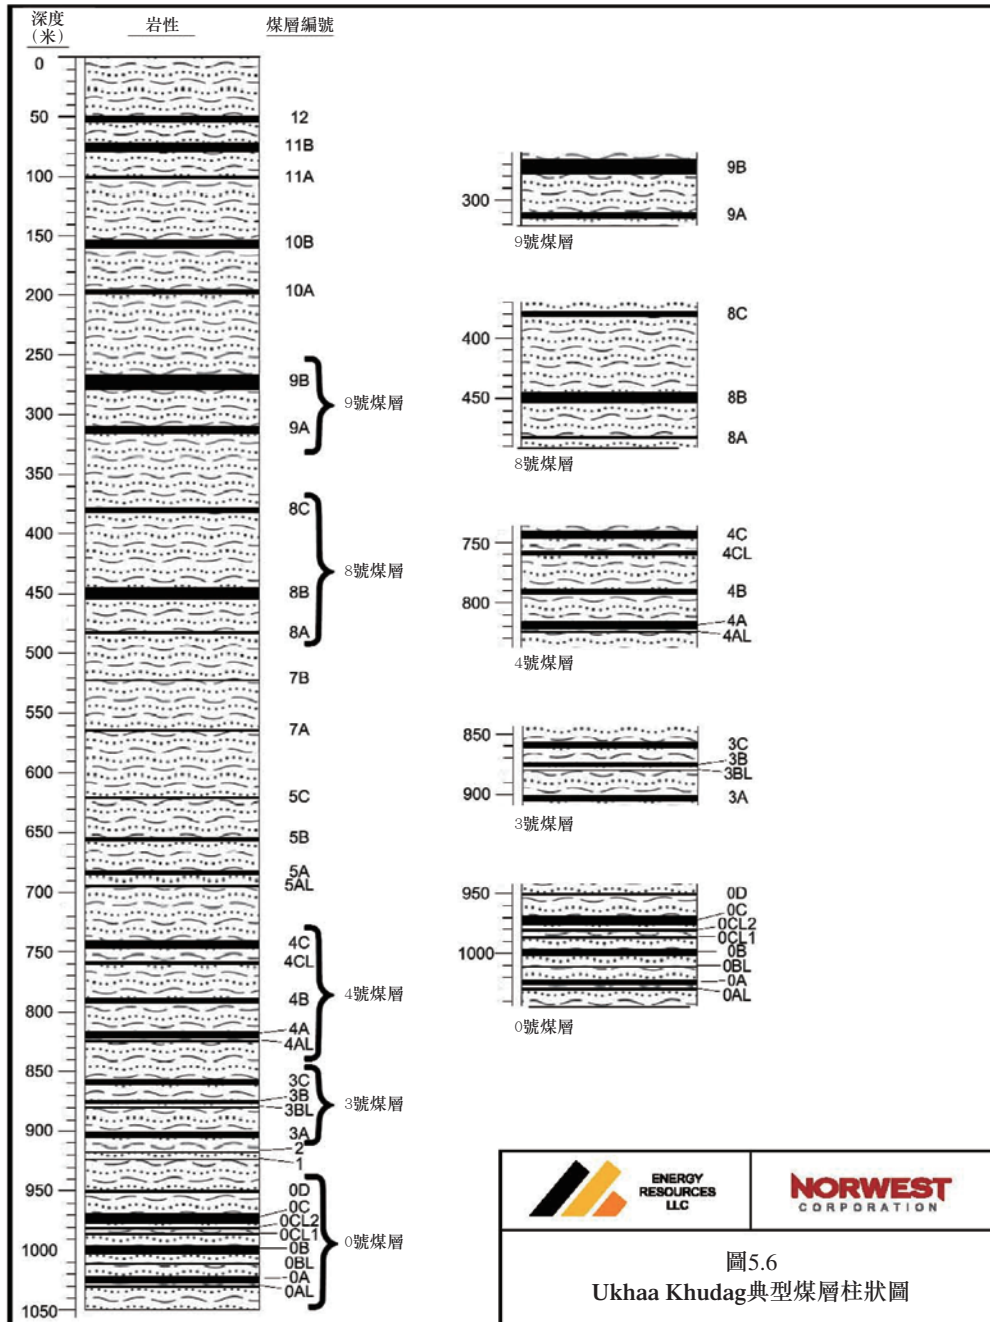 深度
(米)
岩性
煤層編號
0
50
100
150
200
250
300
350
400
450
500
550
600
650
700
750
800
850
900
950
1000
1050
12
11B
11A
10B
10A
9B
9A
8C
8B
8A
7B
7A
5C
5B
5A
5AL
4C
4CL
4B
4A
4AL
3C
3B
3BL
3A
2
1
0D
0C
0CL2
0CL1
0B
0BL
0A
0AL
9號煤層
8號煤層
4號煤層
3號煤層
0號煤層
300
9B
9A
9號煤層
400
450
8C
8B
8A
8號煤層
750
800
4C
4CL
4B
4A
4AL
4號煤層
850
900
3C
3B
3BL
3A
3號煤層
950
1000
0D
0C
0CL2
0CL1
0B
0BL
0A
0AL
0號煤層
ENERGY
RESOURCES
LLC
NORWEST
CORPORATION
圖5.6
Ukhaa Khudag典型煤層柱狀圖